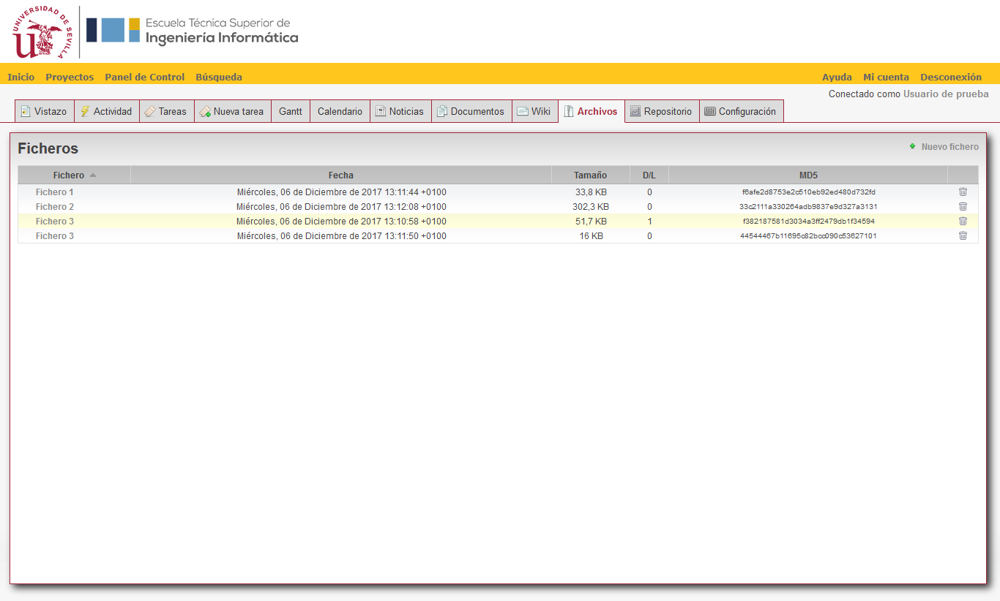 UNIVERSIDAD DE SEVILLA
Escuela Técnica Superior de
Ingeniería Informática
Inicio Proyectos Panel de Control Búsqueda Ayuda Mi cuenta Desconexión
Conectado como Usuario de prueba
Vistazo Actividad Tareas Nueva tarea Gantt Calendario Noticias Documentos Wiki Archivos Repositorio Configuración
Ficheros Nuevo fichero
Fichero Fecha Tamaño D/L MD5
Fichero 1 Miércoles, 06 de Diciembre de 2017 13:11:44 +0100 33,8 KB 0 f6afe2d8753e2c510eb92ed480d732fd
Fichero 2 Miércoles, 06 de Diciembre de 2017 13:12:08 +0100 302,3 KB 0 33c2111a330264adb9837e9d327a3131
Fichero 3 Miércoles, 06 de Diciembre de 2017 13:10:58 +0100 51,7 KB 1 f382187581d3034a3ff2479db1f34594
Fichero 3 Miércoles, 06 de Diciembre de 2017 13:11:50 +0100 16 KB 0 44544467b11695c82bcc090c53627101